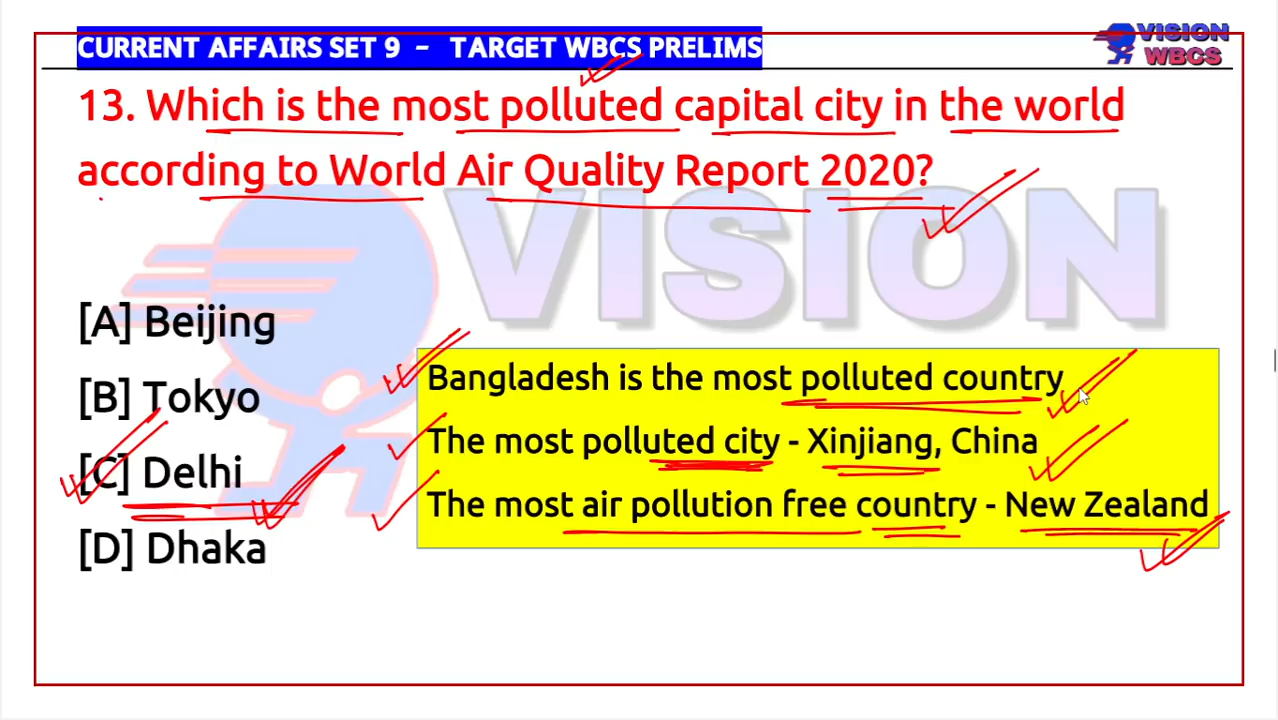 CURRENT AFFAIRS SET 9 - TARGET WBCS PRELIMS
VISION
WBCS
13. Which is the most polluted capital city in the world
according to World Air Quality Report 2020?
VISION
[A] Beijing
[B] Tokyo
[C] Delhi
[D] Dhaka
Bangladesh is the most polluted country
The most polluted city - Xinjiang, China
The most air pollution free country - New Zealand